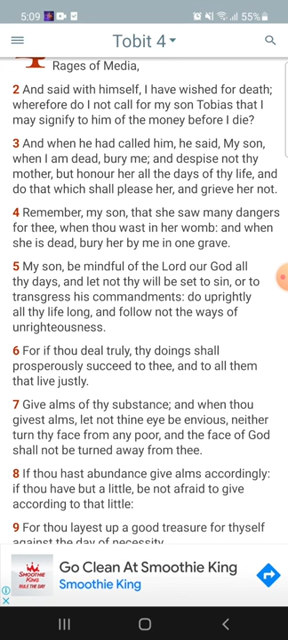 5:09
55%
Tobit 4
4
Rages of Media,
2 And said with himself, I have wished for death;
wherefore do I not call for my son Tobias that I
may signify to him of the money before I die?
3 And when he had called him, he said, My son,
when I am dead, bury me; and despise not thy
mother, but honour her all the days of thy life, and
do that which shall please her, and grieve her not.
4 Remember, my son, that she saw many dangers
for thee, when thou wast in her womb: and when
she is dead, bury her by me in one grave.
5 My son, be mindful of the Lord our God all
thy days, and let not thy will be set to sin, or to
transgress his commandments: do uprightly
all thy life long, and follow not the ways of
unrighteousness.
6 For if thou deal truly, thy doings shall
prosperously succeed to thee, and to all them
that live justly.
7 Give alms of thy substance; and when thou
givest alms, let not thine eye be envious, neither
turn thy face from any poor, and the face of God
shall not be turned away from thee.
8 If thou hast abundance give alms accordingly:
if thou have but a little, be not afraid to give
according to that little:
9 For thou layest up a good treasure for thyself
against the day of necessity.
SMOOTHIE
KING
RULE THE DAY
Go Clean At Smoothie King
Smoothie King